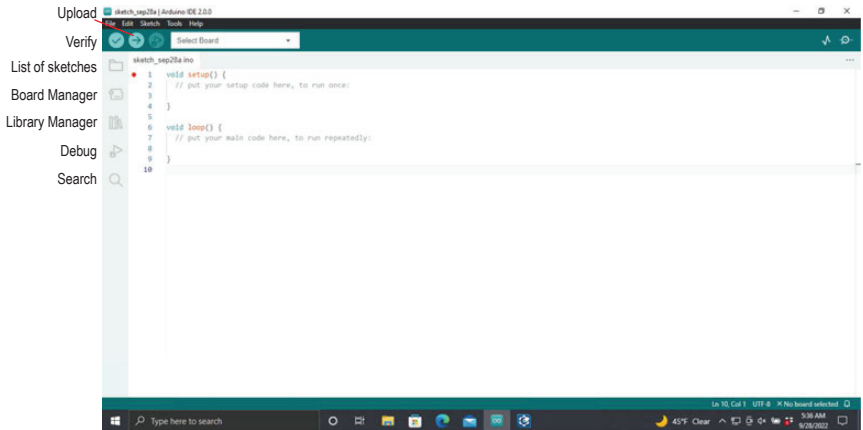 Upload
Verify
List of sketches
Board Manager
Library Manager
Debug
Search
sketch_sep28a | Arduino IDE 2.0.0
File Edit Sketch Tools Help
Select Board
sketch_sep28a.ino
1 void setup() {
2 // put your setup code here, to run once:
3
4 }
5
6 void loop() {
7 // put your main code here, to run repeatedly:
8
9 }
10
Ln 10, Col 1 UTF-8 × No board selected
Type here to search
45°F Clear
5:36 AM
9/28/2022